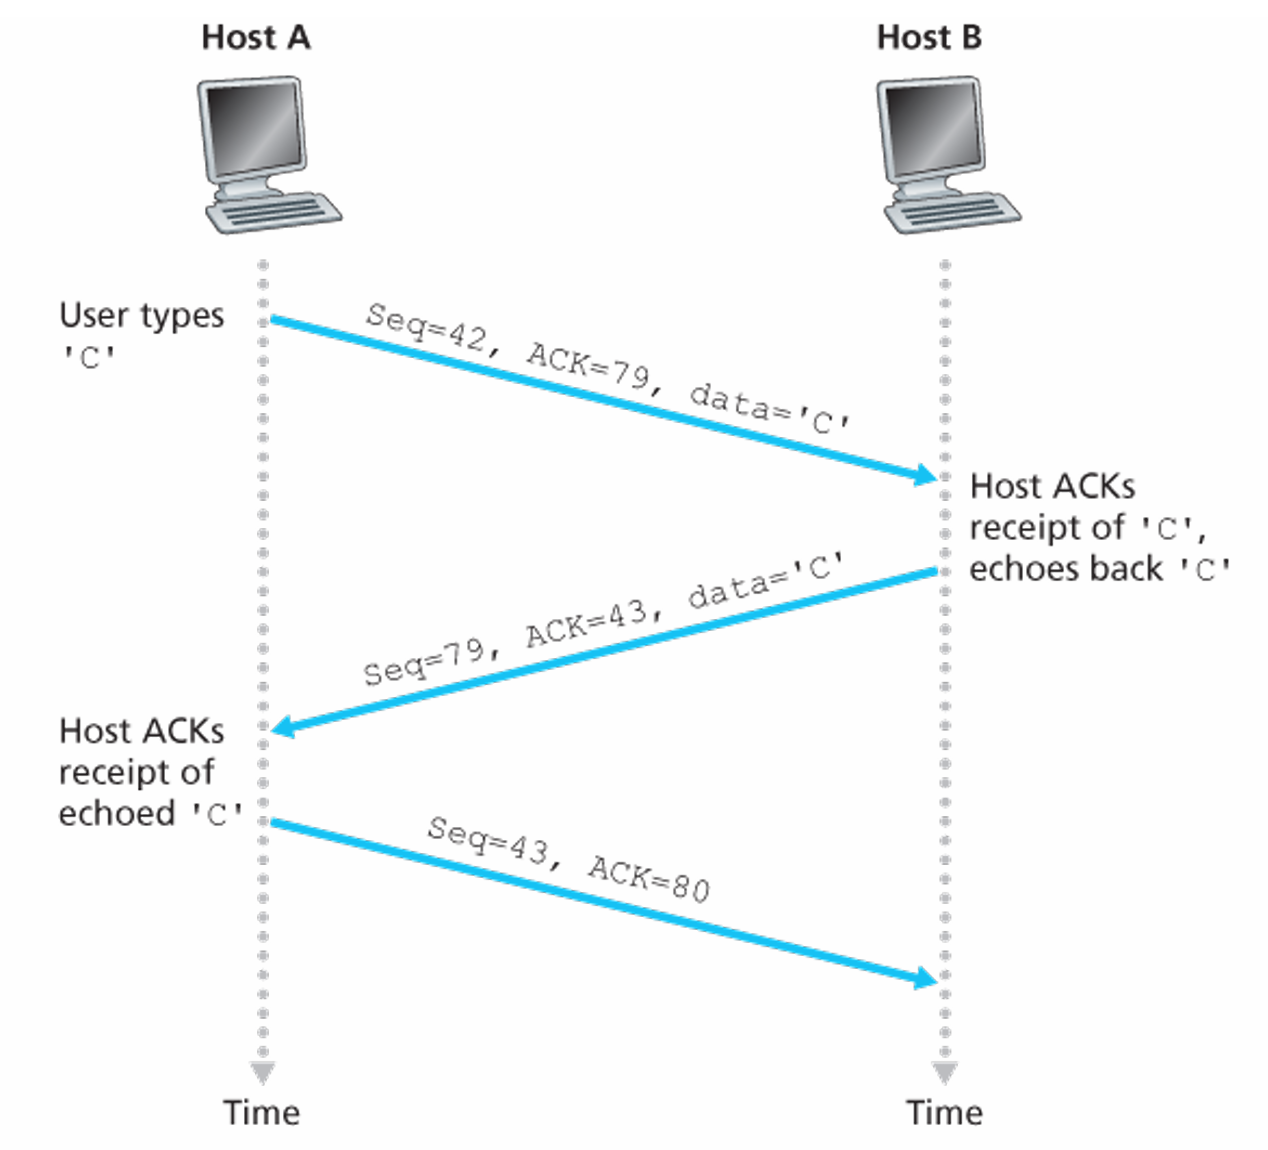 Host A
Host B
User types
'C'
Seq=42, ACK=79, data='C'
Host ACKs
receipt of 'C',
echoes back 'C'
Seq=79, ACK=43, data='C'
Host ACKs
receipt of
echoed 'C'
Seq=43, ACK=80
Time
Time